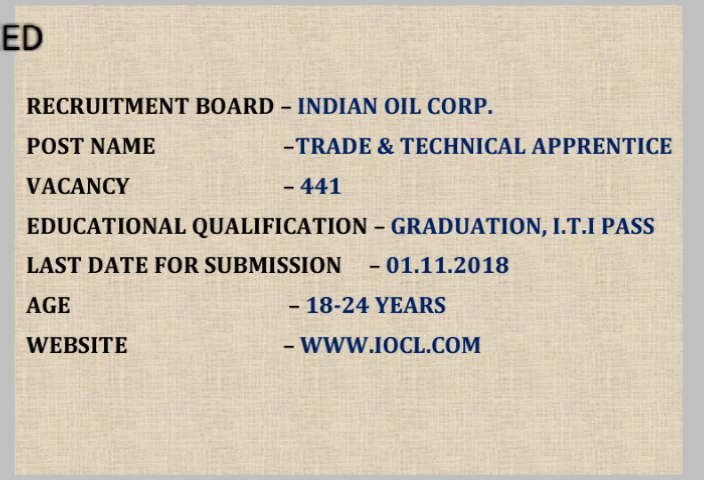 ED
RECRUITMENT BOARD – INDIAN OIL CORP.
POST NAME –TRADE & TECHNICAL APPRENTICE
VACANCY – 441
EDUCATIONAL QUALIFICATION – GRADUATION, I.T.I PASS
LAST DATE FOR SUBMISSION – 01.11.2018
AGE – 18-24 YEARS
WEBSITE – WWW.IOCL.COM